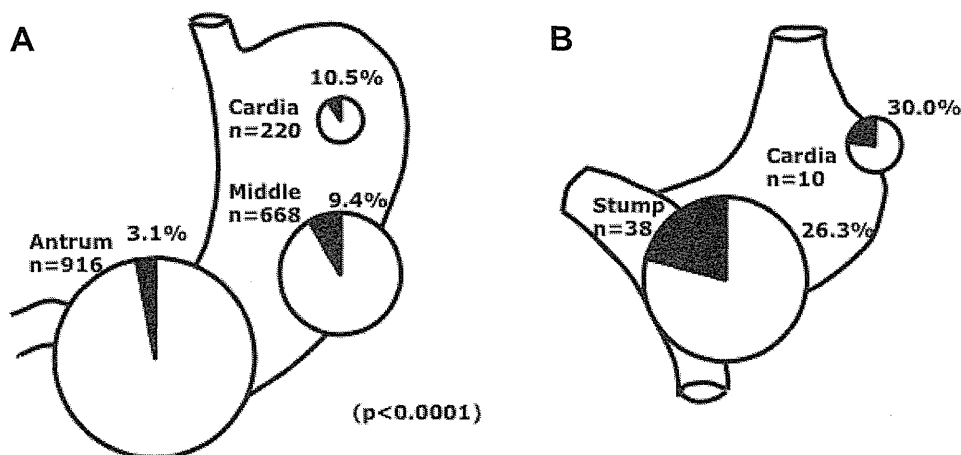 A
10.5%
Cardia
n=220
Middle
n=668
9.4%
Antrum
n=916
3.1%
(p<0.0001)
B
30.0%
Cardia
n=10
Stump
n=38
26.3%